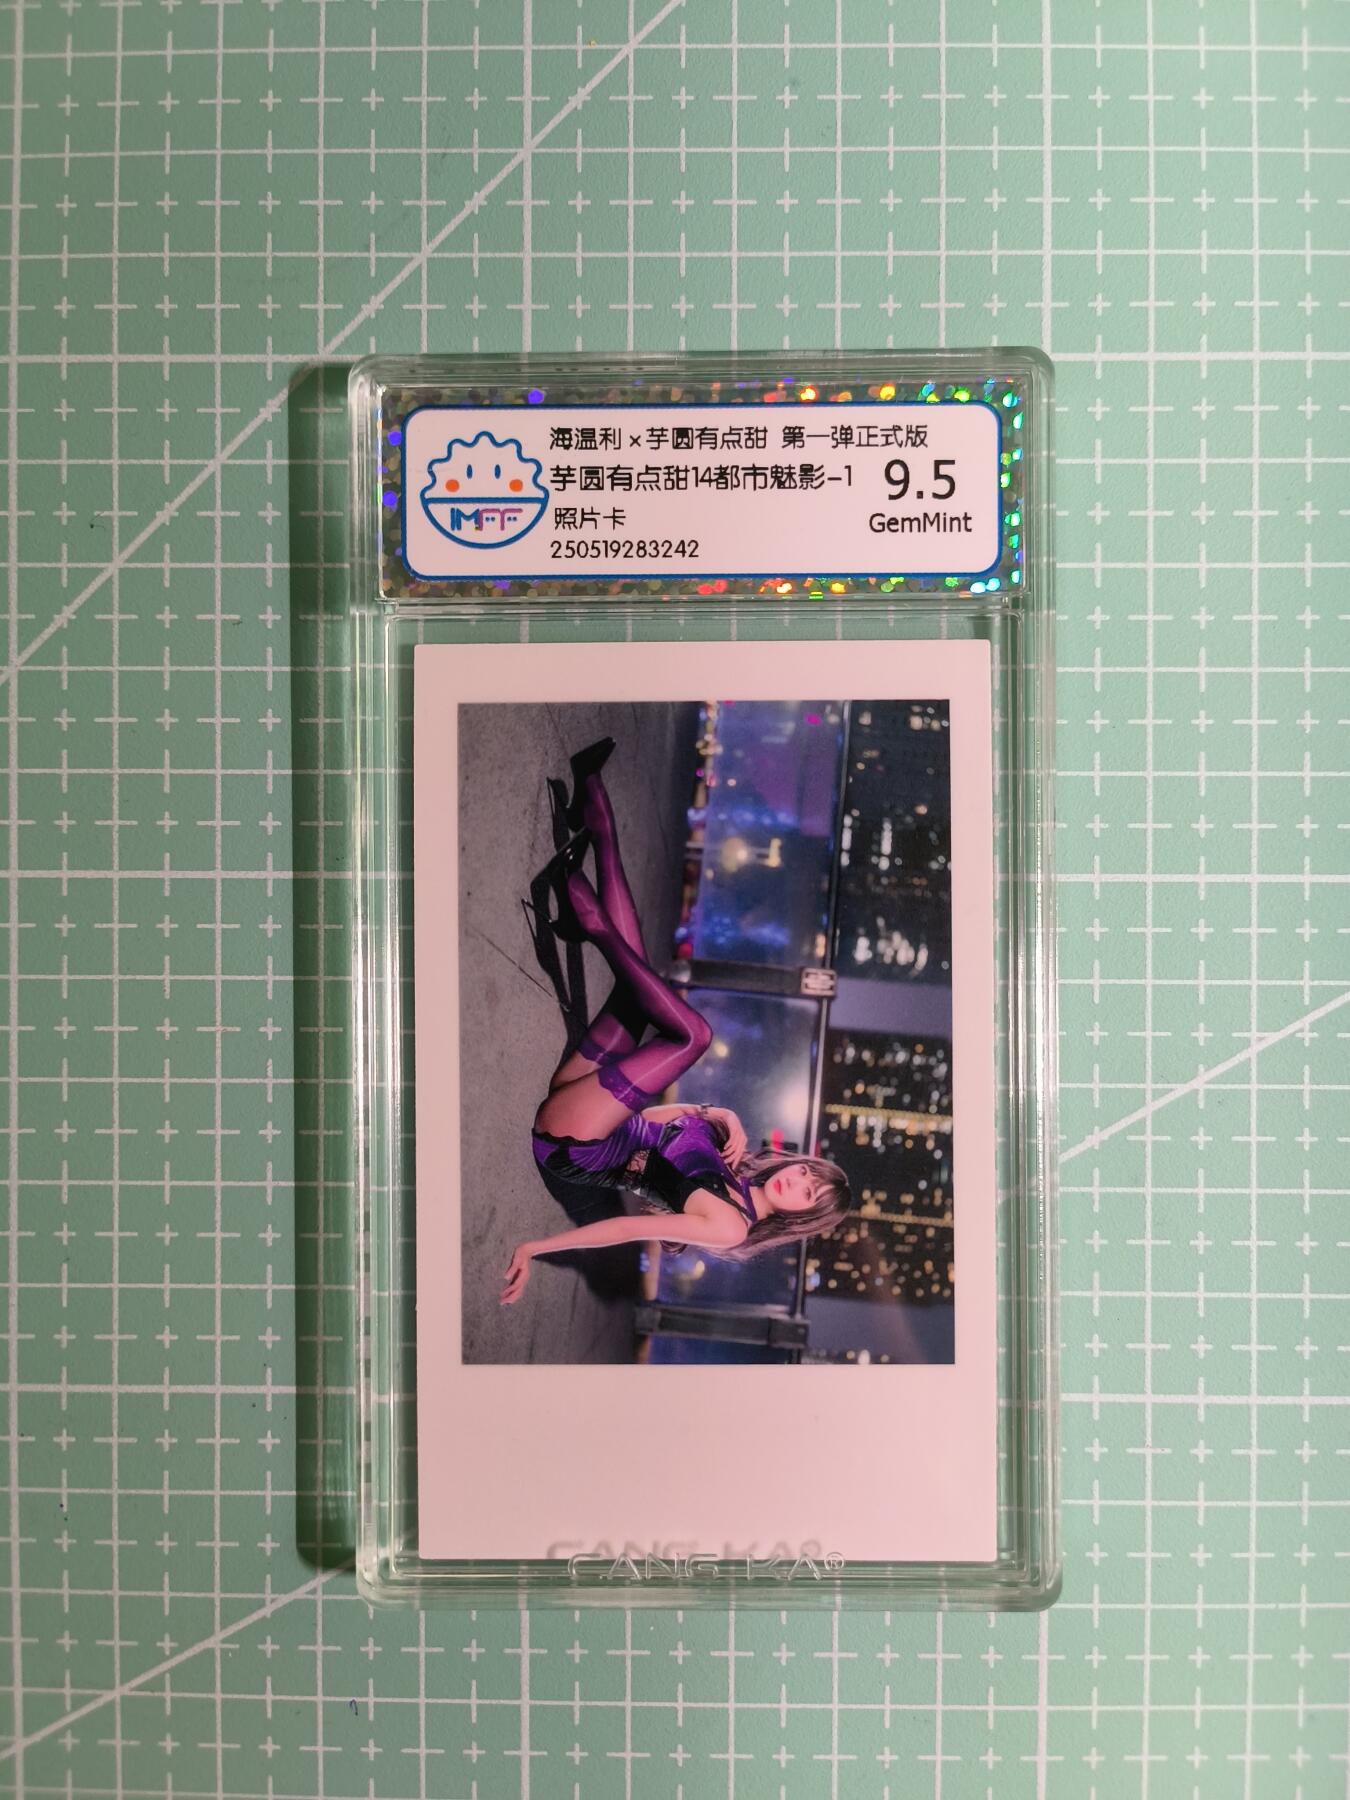 海温利×芋圆有点甜 第一弹正式版
芋圆有点甜14都市魅影-1
9.5
GemMint
照片卡
250519283242
IMFF
CANG KA®